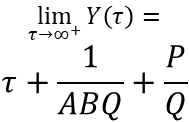 lim Y(τ) =
τ→∞⁺
τ + 1/ABQ + P/Q